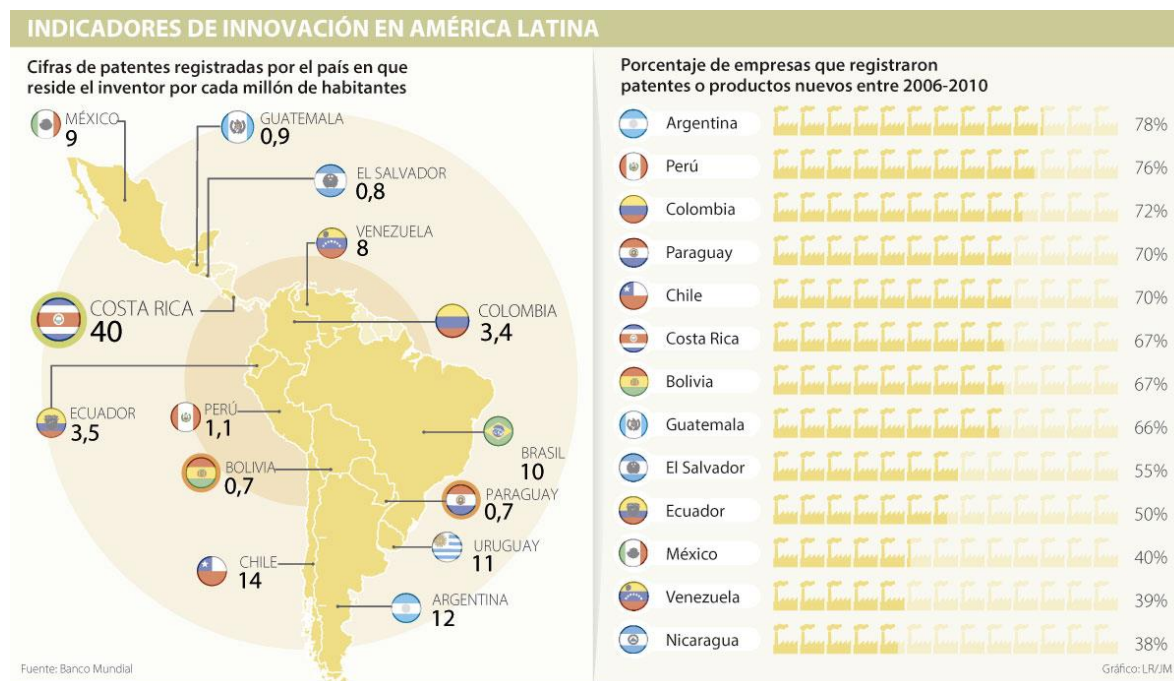 INDICADORES DE INNOVACIÓN EN AMÉRICA LATINA
Cifras de patentes registradas por el país en que
reside el inventor por cada millón de habitantes
MÉXICO
9
GUATEMALA
0,9
EL SALVADOR
0,8
VENEZUELA
8
COSTA RICA
40
COLOMBIA
3,4
ECUADOR
3,5
PERÚ
1,1
BRASIL
10
BOLIVIA
0,7
PARAGUAY
0,7
URUGUAY
11
CHILE
14
ARGENTINA
12
Fuente: Banco Mundial
Porcentaje de empresas que registraron
patentes o productos nuevos entre 2006-2010
Argentina 78%
Perú 76%
Colombia 72%
Paraguay 70%
Chile 70%
Costa Rica 67%
Bolivia 67%
Guatemala 66%
El Salvador 55%
Ecuador 50%
México 40%
Venezuela 39%
Nicaragua 38%
Gráfico: LR/JM